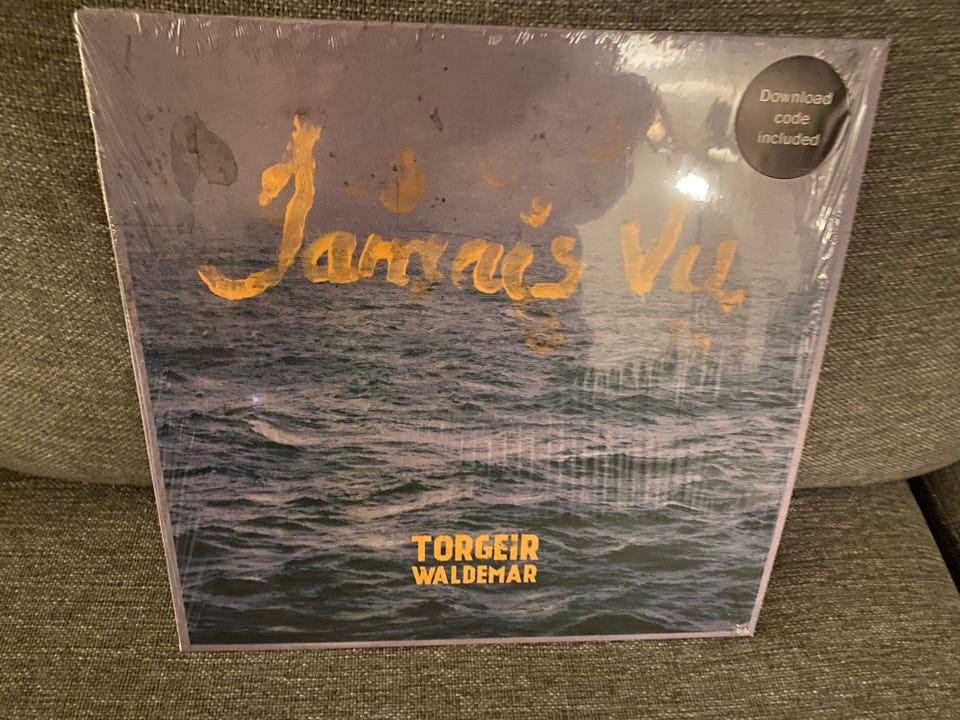 Download
code
included
Jamais Vu
TORGEIR
WALDEMAR